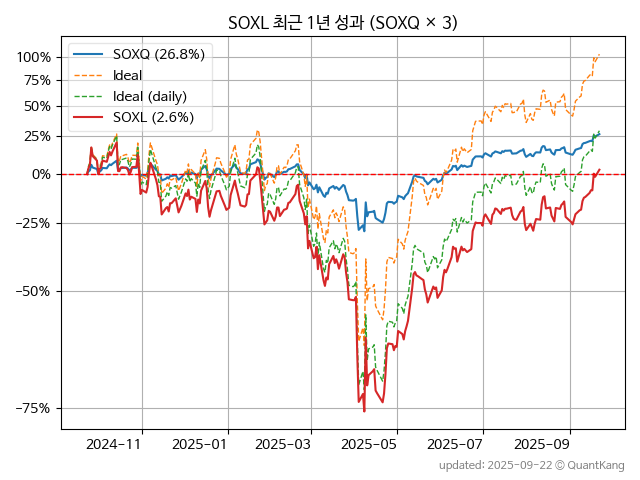 SOXL 최근 1년 성과 (SOXQ × 3)
SOXQ (26.8%)
Ideal
Ideal (daily)
SOXL (2.6%)
100%
75%
50%
25%
0%
−25%
−50%
−75%
2024-11
2025-01
2025-03
2025-05
2025-07
2025-09
updated: 2025-09-22 © QuantKang